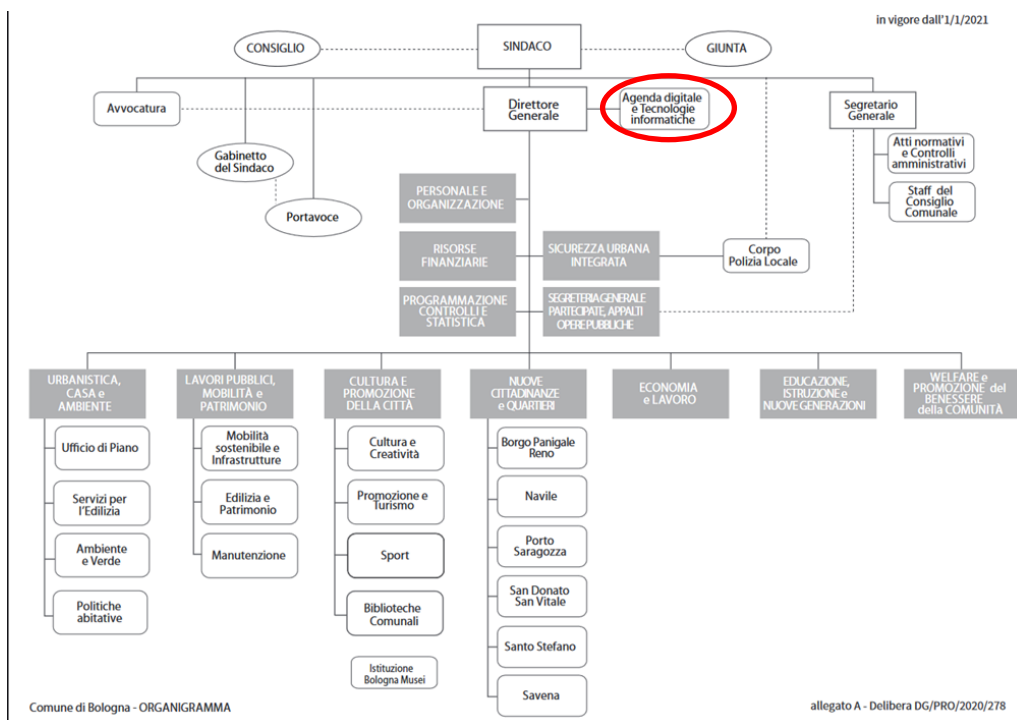 in vigore dall'1/1/2021
CONSIGLIO
SINDACO
GIUNTA
Avvocatura
Direttore
Generale
Agenda digitale
e Tecnologie
informatiche
Segretario
Generale
Gabinetto
del Sindaco
Portavoce
Atti normativi
e Controlli
amministrativi
Staff del
Consiglio
Comunale
PERSONALE E
ORGANIZZAZIONE
RISORSE
FINANZIARIE
SICUREZZA URBANA
INTEGRATA
Corpo
Polizia Locale
PROGRAMMAZIONE
CONTROLLI E
STATISTICA
SEGRETERIA GENERALE
PARTECIPATE, APPALTI
OPERE PUBBLICHE
URBANISTICA,
CASA e
AMBIENTE
LAVORI PUBBLICI,
MOBILITÀ e
PATRIMONIO
CULTURA E
PROMOZIONE
DELLA CITTÀ
NUOVE
CITTADINANZE
e QUARTIERI
ECONOMIA
e LAVORO
EDUCAZIONE,
ISTRUZIONE e
NUOVE GENERAZIONI
WELFARE e
PROMOZIONE del
BENESSERE
della COMUNITÀ
Ufficio di Piano
Servizi per
l'Edilizia
Ambiente
e Verde
Politiche
abitative
Mobilità
sostenibile e
Infrastrutture
Edilizia e
Patrimonio
Manutenzione
Cultura e
Creatività
Promozione e
Turismo
Sport
Biblioteche
Comunali
Istituzione
Bologna Musei
Borgo Panigale
Reno
Navile
Porto
Saragozza
San Donato
San Vitale
Santo Stefano
Savena
Comune di Bologna - ORGANIGRAMMA
allegato A - Delibera DG/PRO/2020/278